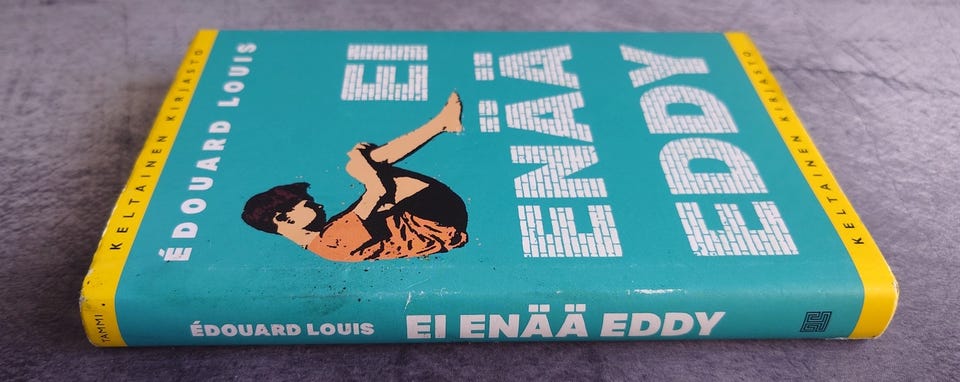 KELTAINEN KIRJASTO
ÉDOUARD LOUIS
EI
ENÄÄ
EDDY
KELTAINEN KIRJASTO
TAMMI
ÉDOUARD LOUIS
EI ENÄÄ EDDY